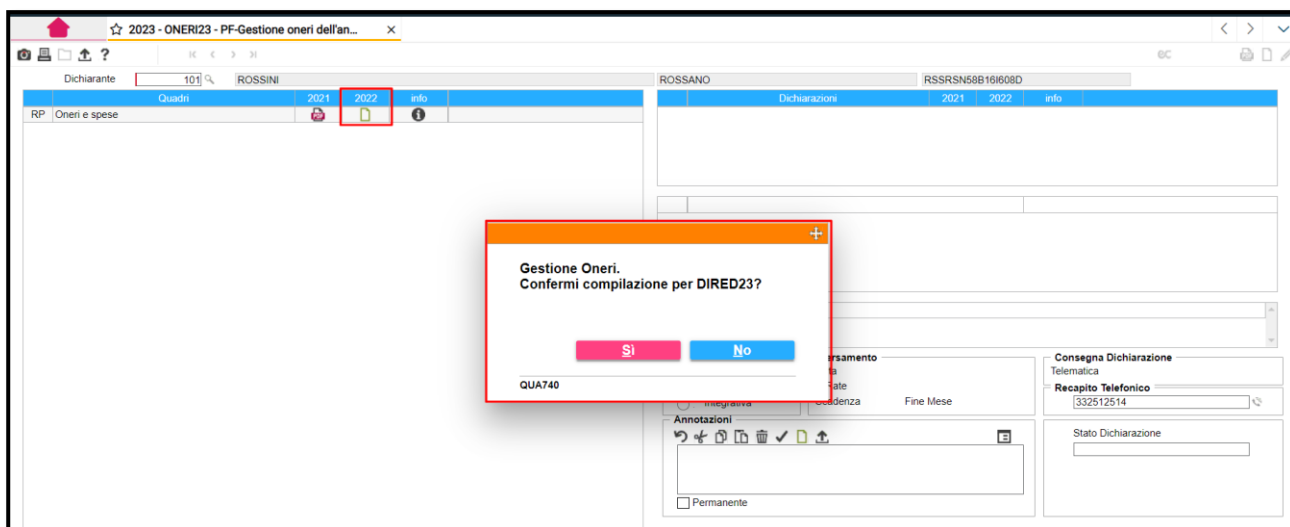 2023 - ONERI23 - PF-Gestione oneri dell'an... ×
?
ec
Dichiarante 101 ROSSINI ROSSANO RSSRSN58B16I608D
Quadri 2021 2022 info
Dichiarazioni 2021 2022 info
RP Oneri e spese
Gestione Oneri.
Confermi compilazione per DIRED23?
Sì No
QUA740
ersamento
Consegna Dichiarazione
Telematica
Integrativa
Fine Mese
Recapito Telefonico
332512514
Annotazioni
Stato Dichiarazione
Permanente